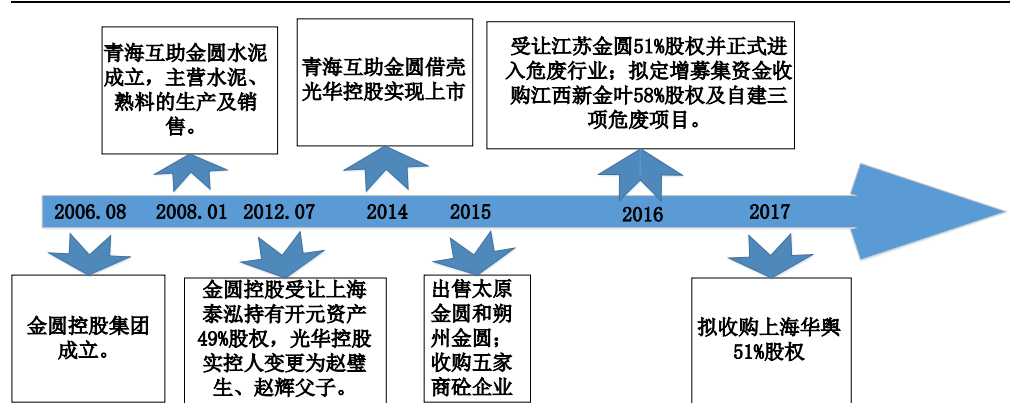 青海互助金圆水泥
成立，主营水泥、
熟料的生产及销
售。
青海互助金圆借壳
光华控股实现上市
受让江苏金圆51%股权并正式进
入危废行业；拟定增募集资金收
购江西新金叶58%股权及自建三
项危废项目。
2006.08
2008.01
2012.07
2014
2015
2016
2017
金圆控股集团
成立。
金圆控股受让上海
泰泓持有开元资产
49%股权，光华控股
实控人变更为赵璧
生、赵辉父子。
出售太原
金圆和朔
州金圆；
收购五家
商砼企业
拟收购上海华舆
51%股权